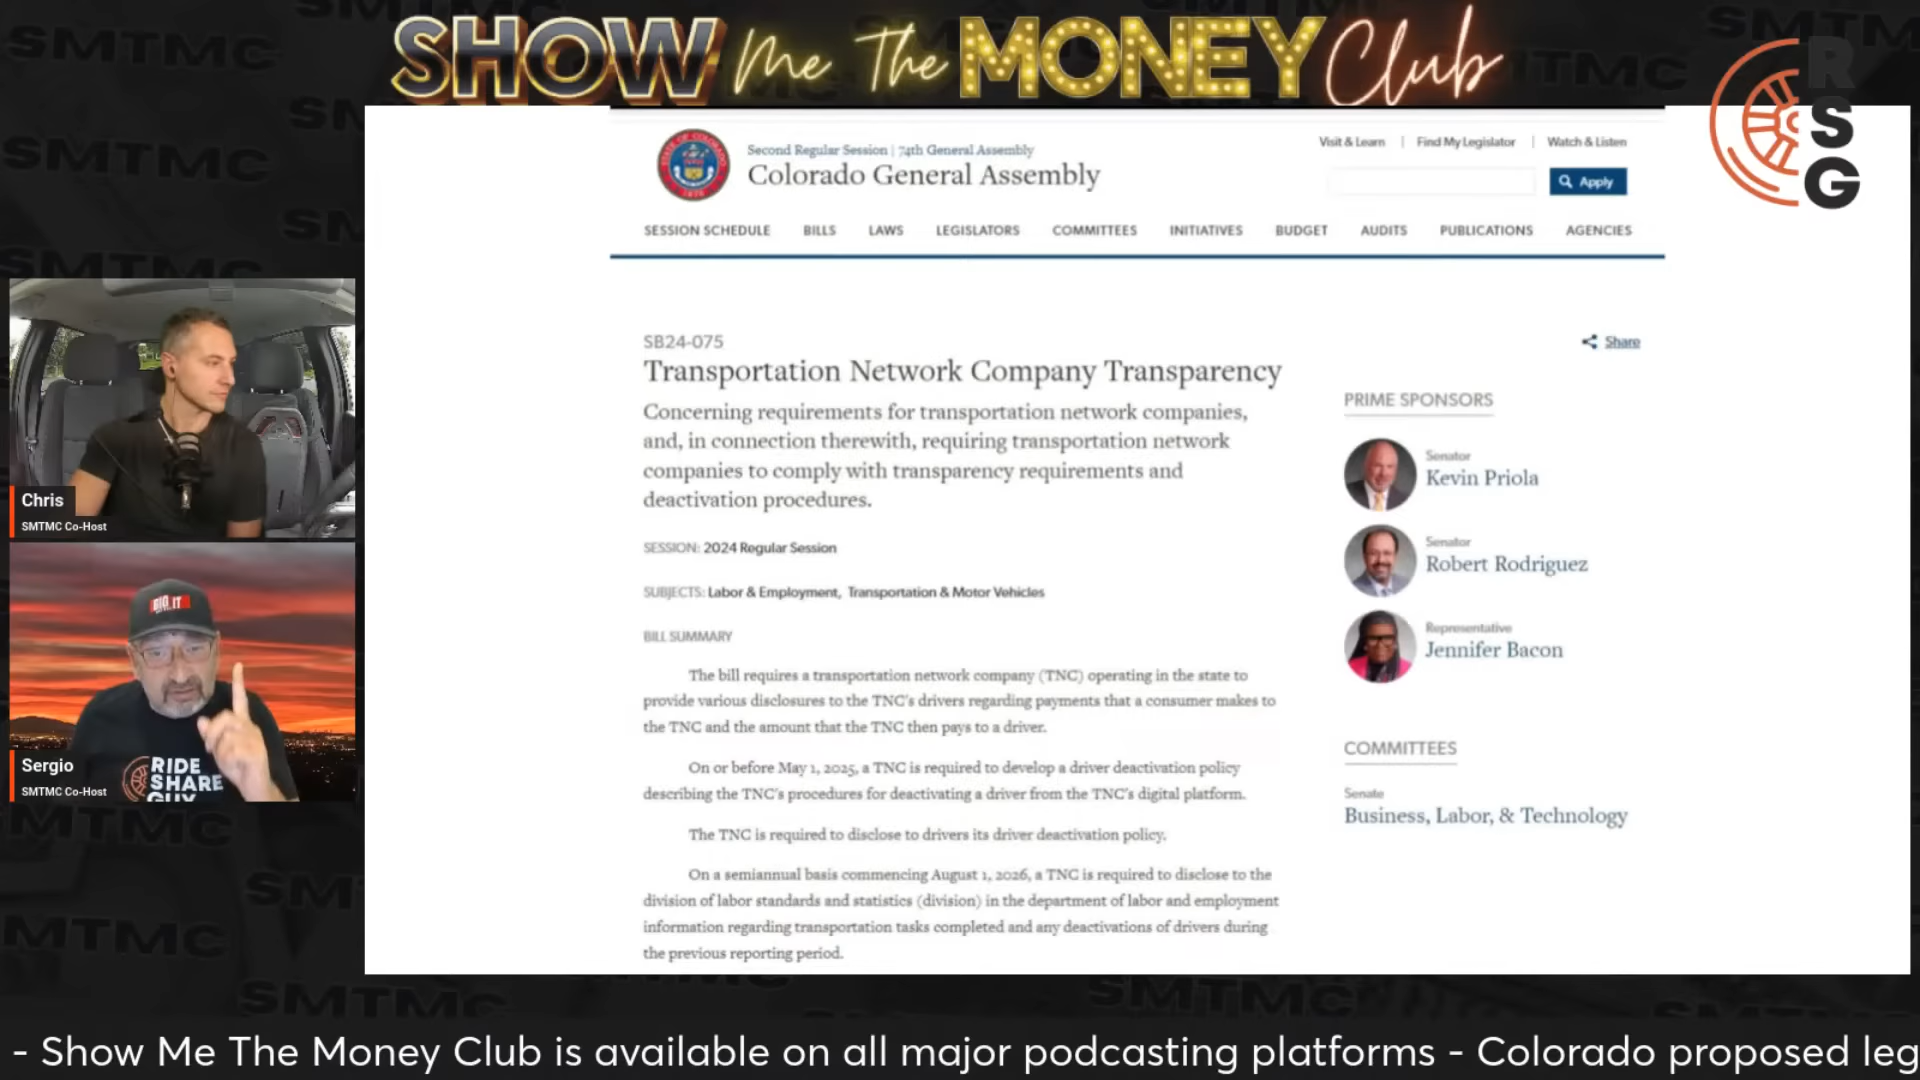 SHOW Me The MONEY Club
RSG
Second Regular Session | 74th General Assembly
Colorado General Assembly
Visit & Learn | Find My Legislator | Watch & Listen
Apply
SESSION SCHEDULE BILLS LAWS LEGISLATORS COMMITTEES INITIATIVES BUDGET AUDITS PUBLICATIONS AGENCIES
SB24-075
Share
Transportation Network Company Transparency
Concerning requirements for transportation network companies,
and, in connection therewith, requiring transportation network
companies to comply with transparency requirements and
deactivation procedures.
SESSION: 2024 Regular Session
SUBJECTS: Labor & Employment, Transportation & Motor Vehicles
BILL SUMMARY
The bill requires a transportation network company (TNC) operating in the state to
provide various disclosures to the TNC's drivers regarding payments that a consumer makes to
the TNC and the amount that the TNC then pays to a driver.
On or before May 1, 2025, a TNC is required to develop a driver deactivation policy
describing the TNC's procedures for deactivating a driver from the TNC's digital platform.
The TNC is required to disclose to drivers its driver deactivation policy.
On a semiannual basis commencing August 1, 2026, a TNC is required to disclose to the
division of labor standards and statistics (division) in the department of labor and employment
information regarding transportation tasks completed and any deactivations of drivers during
the previous reporting period.
PRIME SPONSORS
Senator
Kevin Priola
Senator
Robert Rodriguez
Representative
Jennifer Bacon
COMMITTEES
Senate
Business, Labor, & Technology
Chris
SMTMC Co-Host
RIDE
SHARE
GUY
Sergio
SMTMC Co-Host
SMTMC
SMTMC
SMTMC
SMTMC
SMTMC
SMTMC
- Show Me The Money Club is available on all major podcasting platforms - Colorado proposed leg